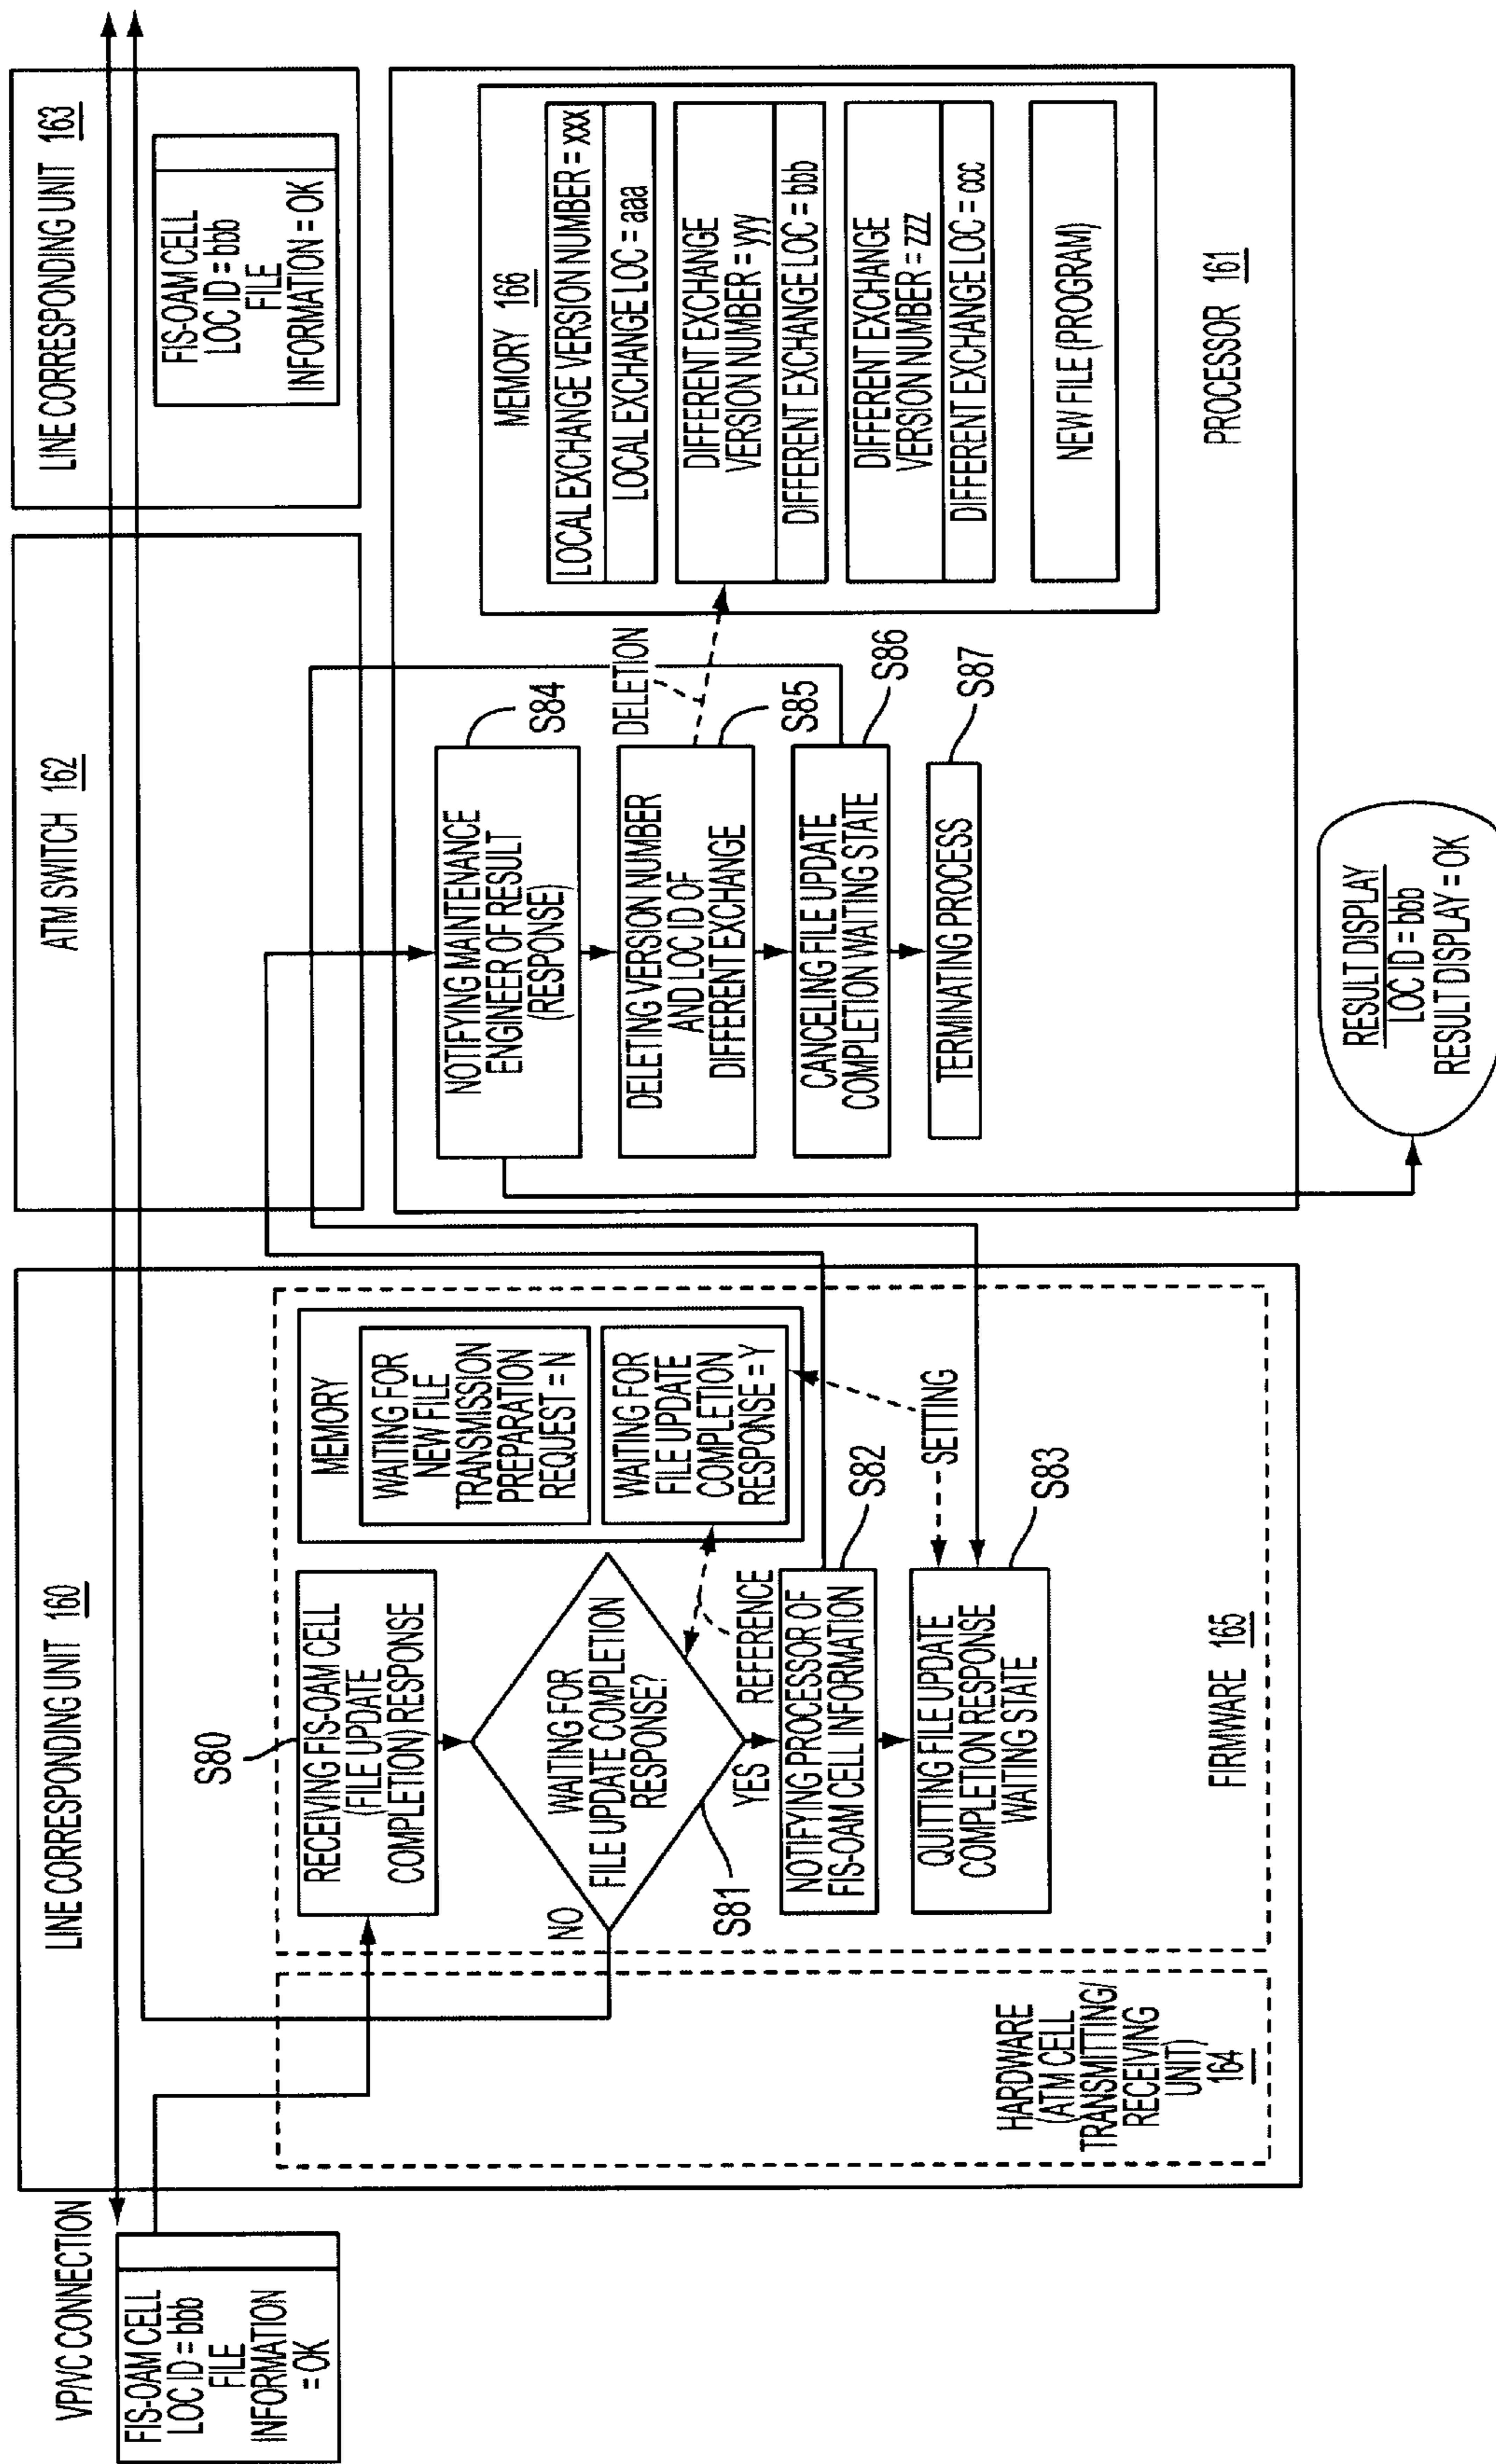 VP/VC CONNECTION
FIS-OAM CELL
LOC ID = bbb
FILE
INFORMATION
= OK
LINE CORRESPONDING UNIT 160
S80
RECEIVING FIS-OAM CELL
(FILE UPDATE
COMPLETION) RESPONSE
MEMORY
WAITING FOR
NEW FILE
TRANSMISSION
PREPARATION
REQUEST = N
WAITING FOR
FILE UPDATE
COMPLETION
RESPONSE = Y
NO
WAITING FOR
FILE UPDATE COMPLETION
RESPONSE?
S81
YES
REFERENCE
NOTIFYING PROCESSOR OF
FIS-OAM CELL INFORMATION
S82
SETTING
QUITTING FILE UPDATE
COMPLETION RESPONSE
WAITING STATE
S83
HARDWARE
(ATM CELL
TRANSMITTING/
RECEIVING
UNIT)
164
FIRMWARE 165
ATM SWITCH 162
LINE CORRESPONDING UNIT 163
FIS-OAM CELL
LOC ID = bbb
FILE
INFORMATION = OK
NOTIFYING MAINTENANCE
ENGINEER OF RESULT
(RESPONSE)
S84
DELETION
DELETING VERSION NUMBER
AND LOC ID OF
DIFFERENT EXCHANGE
S85
CANCELING FILE UPDATE
COMPLETION WAITING STATE
S86
TERMINATING PROCESS
S87
MEMORY 166
LOCAL EXCHANGE VERSION NUMBER = xxx
LOCAL EXCHANGE LOC = aaa
DIFFERENT EXCHANGE
VERSION NUMBER = yyy
DIFFERENT EXCHANGE LOC = bbb
DIFFERENT EXCHANGE
VERSION NUMBER = zzz
DIFFERENT EXCHANGE LOC = ccc
NEW FILE (PROGRAM)
PROCESSOR 161
RESULT DISPLAY
LOC ID = bbb
RESULT DISPLAY = OK